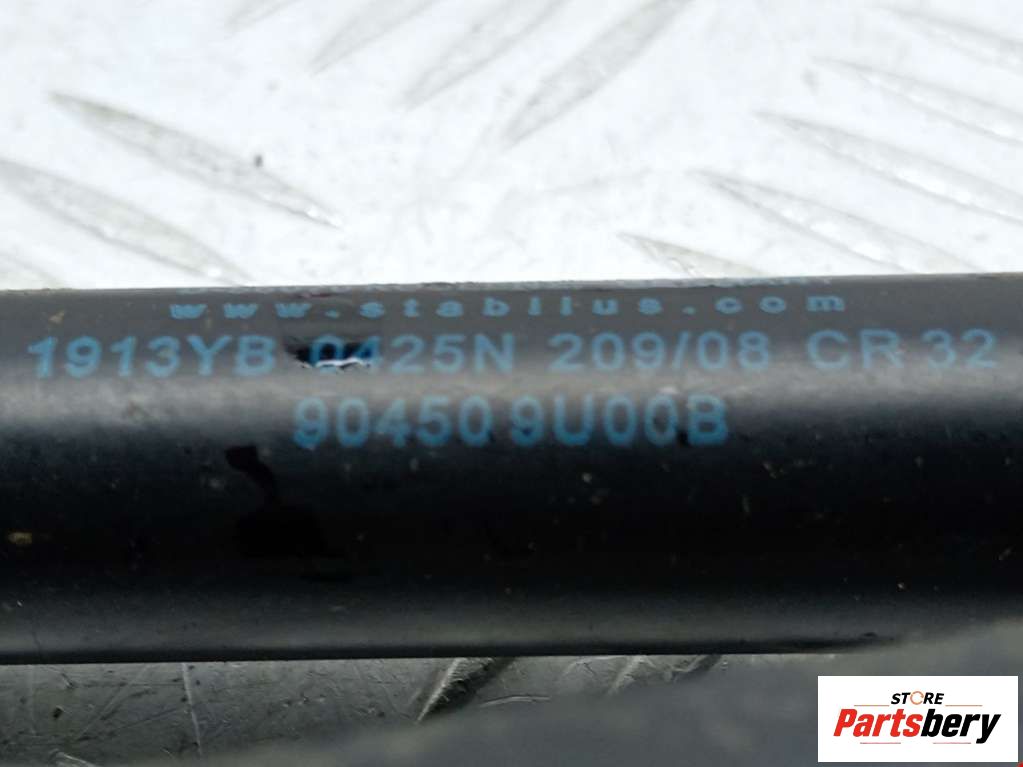 www.stabilus.com
1913YB 0425N 209/08 CR 32
90450 9U00B
STORE
Partsbery